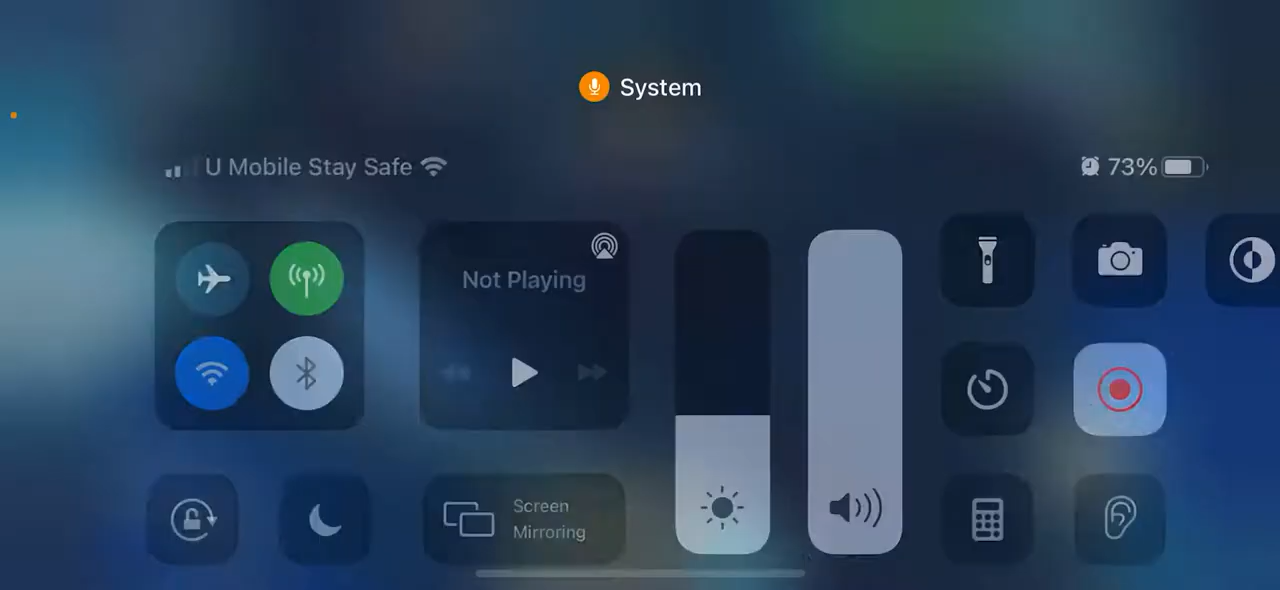 System
U Mobile Stay Safe
73%
Not Playing
Screen
Mirroring